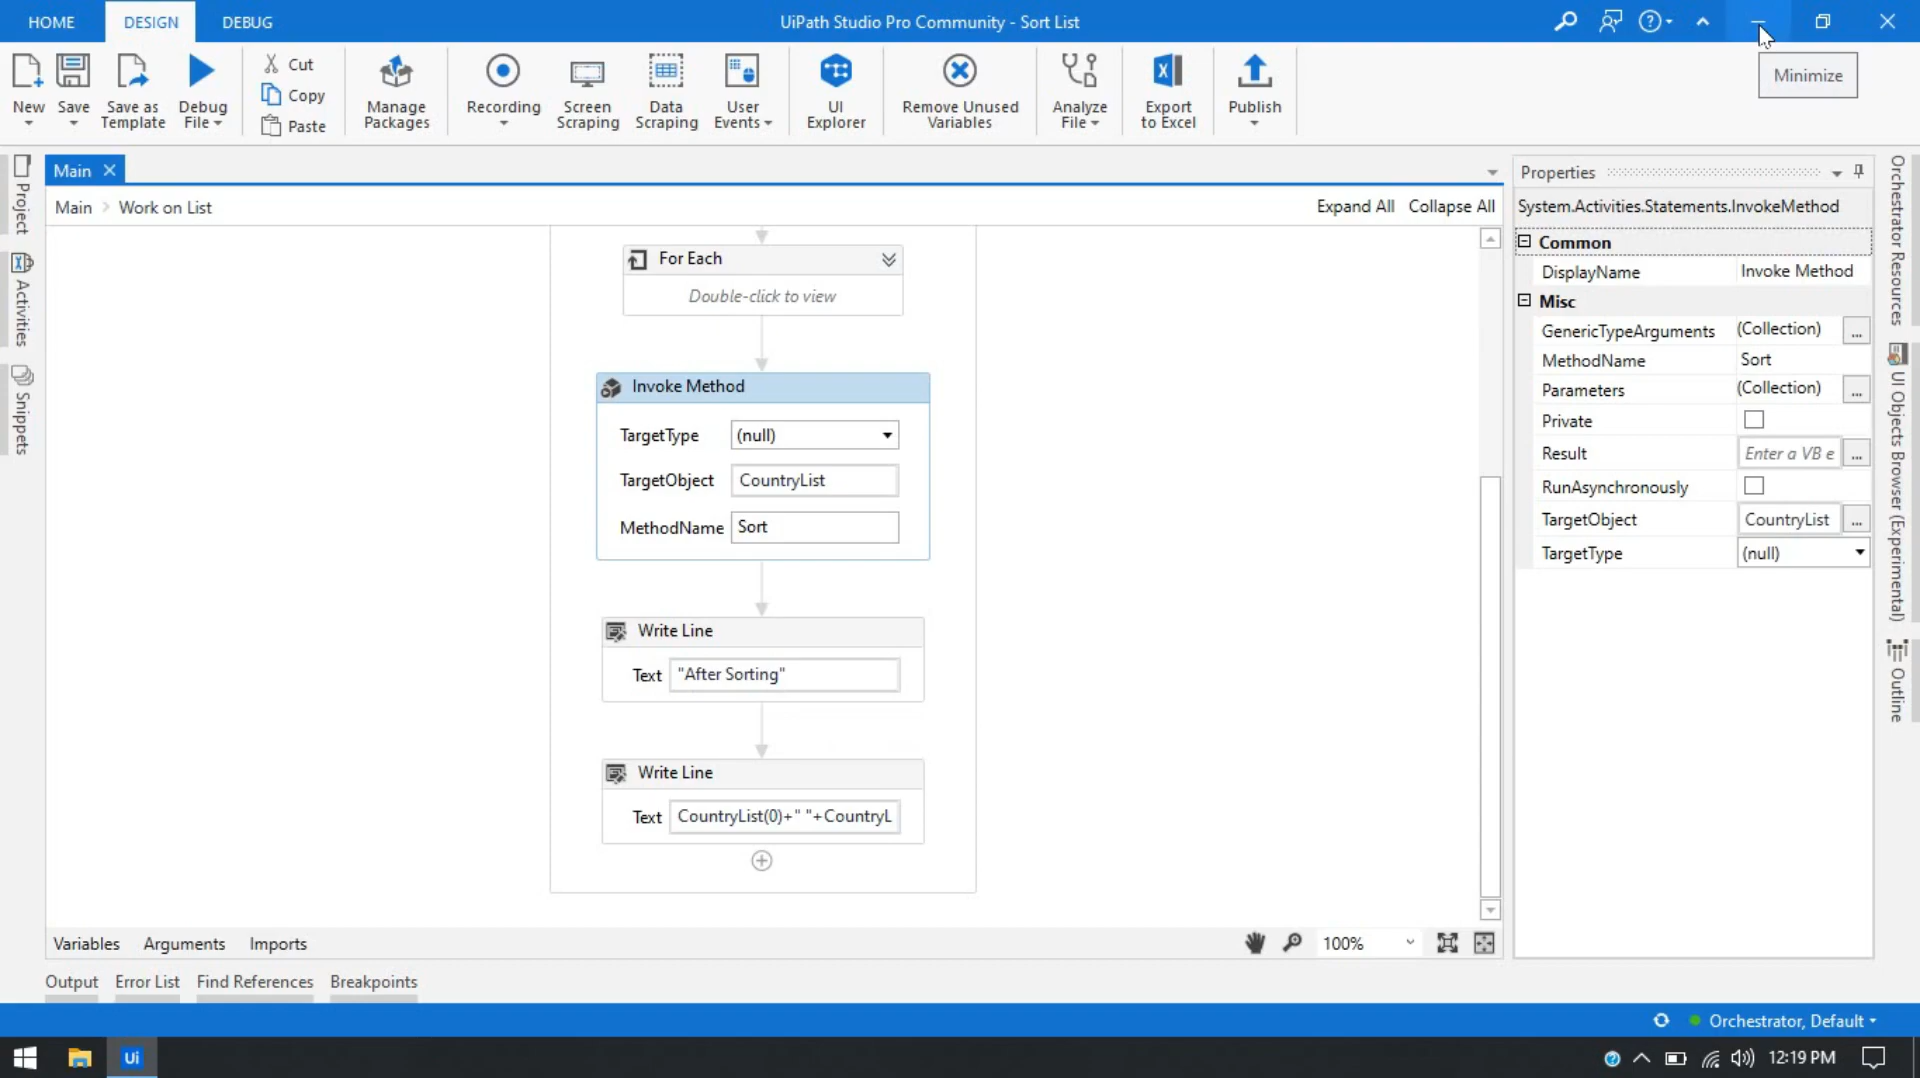 HOME
DESIGN
DEBUG
UiPath Studio Pro Community - Sort List
Minimize
New
Save
Save as
Template
Debug
File
Cut
Copy
Paste
Manage
Packages
Recording
Screen
Scraping
Data
Scraping
User
Events
UI
Explorer
Remove Unused
Variables
Analyze
File
Export
to Excel
Publish
Project
Activities
Snippets
Main
Main > Work on List
Expand All
Collapse All
For Each
Double-click to view
Invoke Method
TargetType (null)
TargetObject CountryList
MethodName Sort
Write Line
Text "After Sorting"
Write Line
Text CountryList(0)+" "+CountryL
Properties
System.Activities.Statements.InvokeMethod
Common
DisplayName Invoke Method
Misc
GenericTypeArguments (Collection) ...
MethodName Sort
Parameters (Collection) ...
Private
Result Enter a VB e ...
RunAsynchronously
TargetObject CountryList ...
TargetType (null)
Orchestrator Resources
UI Objects Browser (Experimental)
Outline
Variables Arguments Imports
100%
Output Error List Find References Breakpoints
Orchestrator, Default
Ui
12:19 PM